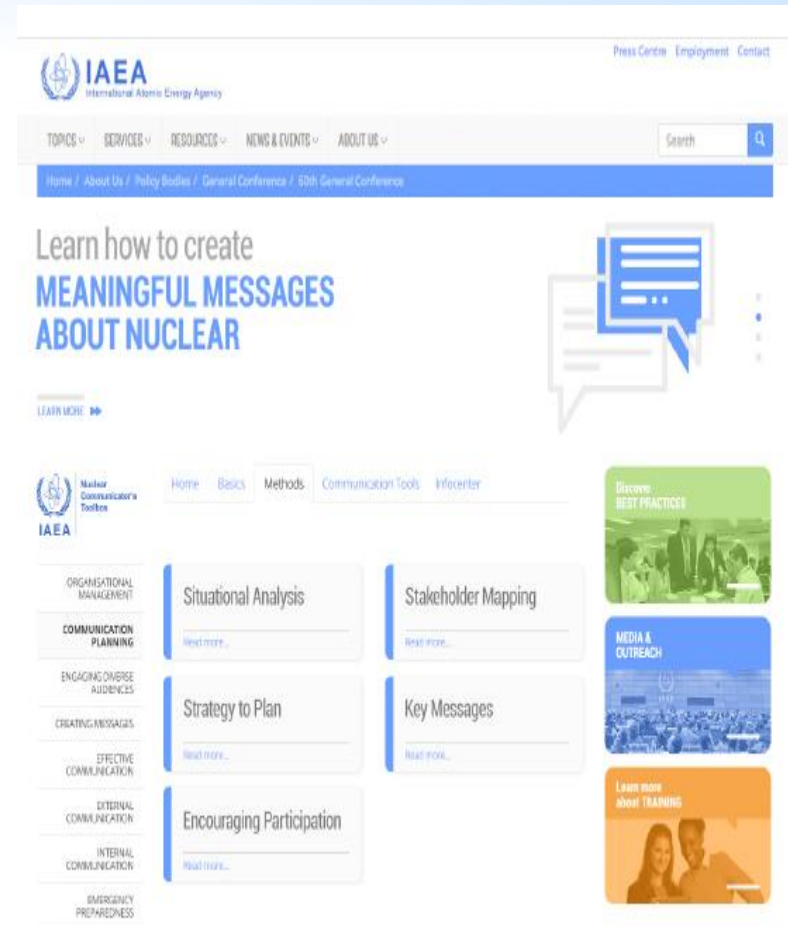 Press Centre Employment Contact
IAEA
International Atomic Energy Agency
TOPICS SERVICES RESOURCES NEWS & EVENTS ABOUT US
Search
Home / About Us / Policy Bodies / General Conference / 60th General Conference
Learn how to create
MEANINGFUL MESSAGES
ABOUT NUCLEAR
LEARN MORE
Nuclear
Communicator's
Toolbox
IAEA
Home Basics Methods Communication Tools Infocenter
ORGANISATIONAL
MANAGEMENT
COMMUNICATION
PLANNING
ENGAGING DIVERSE
AUDIENCES
CREATING MESSAGES
EFFECTIVE
COMMUNICATION
EXTERNAL
COMMUNICATION
INTERNAL
COMMUNICATION
EMERGENCY
PREPAREDNESS
Situational Analysis
Read more...
Stakeholder Mapping
Read more...
Strategy to Plan
Read more...
Key Messages
Read more...
Encouraging Participation
Read more...
Discover
BEST PRACTICES
MEDIA &
OUTREACH
Learn more
about TRAINING